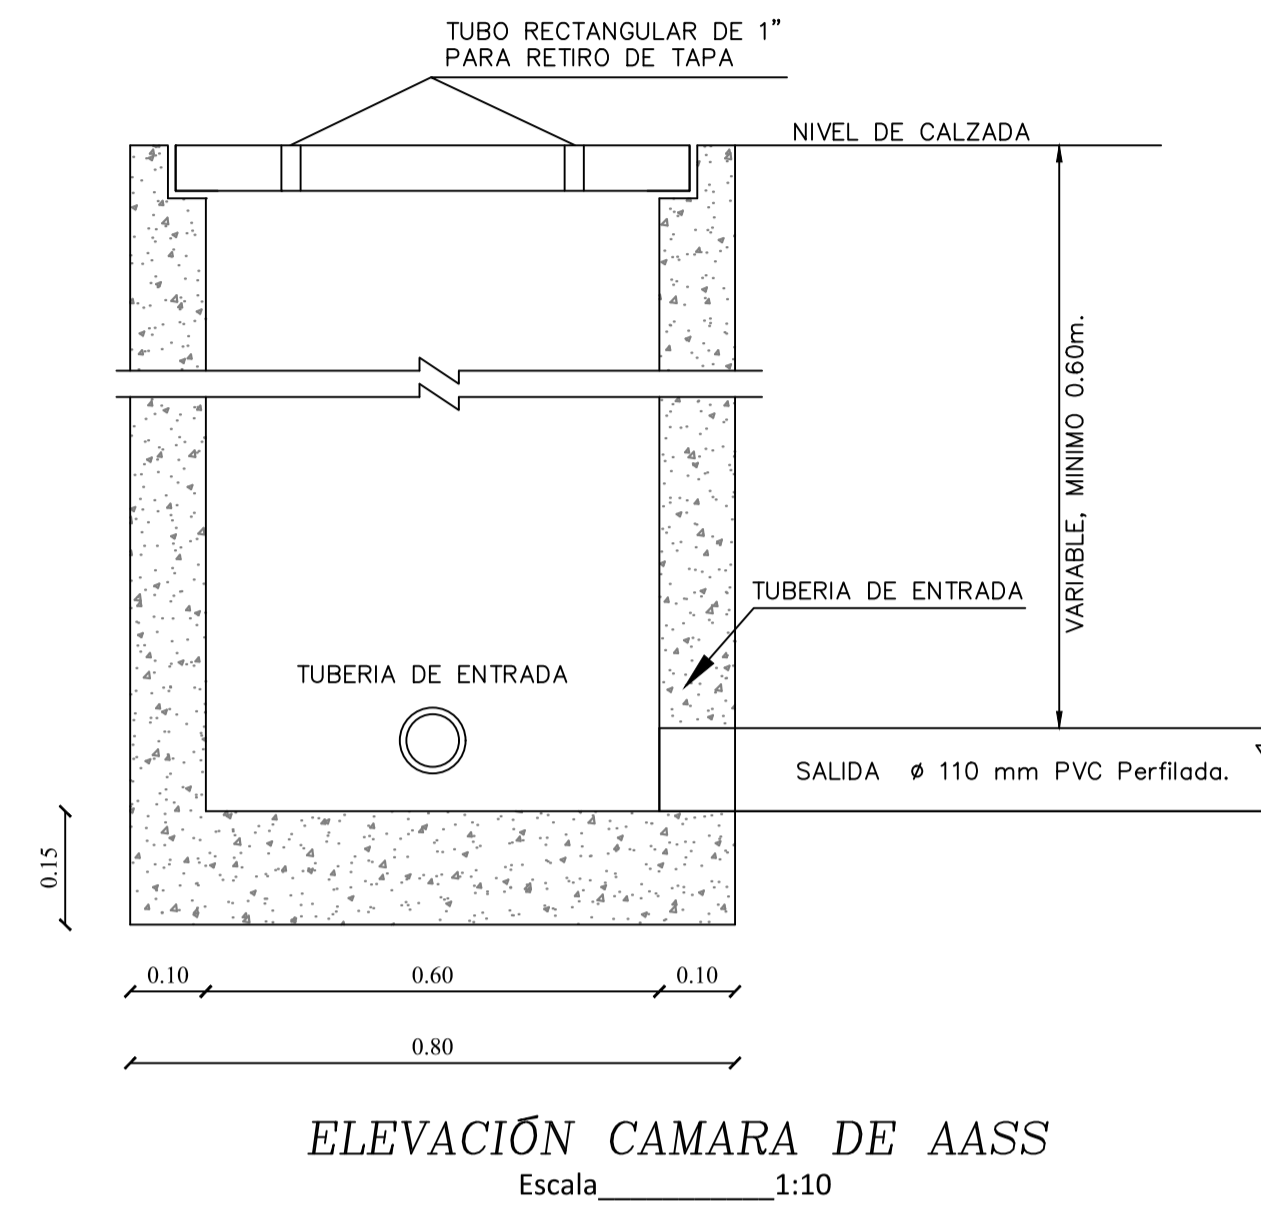 TUBO RECTANGULAR DE 1”
PARA RETIRO DE TAPA
NIVEL DE CALZADA
VARIABLE, MINIMO 0.60m.
TUBERIA DE ENTRADA
TUBERIA DE ENTRADA
SALIDA ø 110 mm PVC Perfilada.
0.15
0.10 0.60 0.10
0.80
ELEVACIÓN CAMARA DE AASS
Escala____________1:10